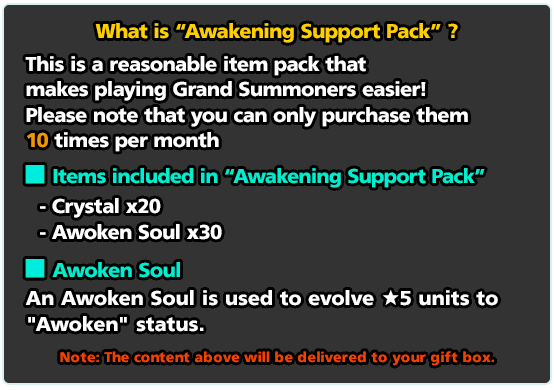 What is “Awakening Support Pack” ?
This is a reasonable item pack that
makes playing Grand Summoners easier!
Please note that you can only purchase them
10 times per month
Items included in “Awakening Support Pack”
- Crystal x20
- Awoken Soul x30
Awoken Soul
An Awoken Soul is used to evolve ★5 units to
"Awoken" status.
Note: The content above will be delivered to your gift box.